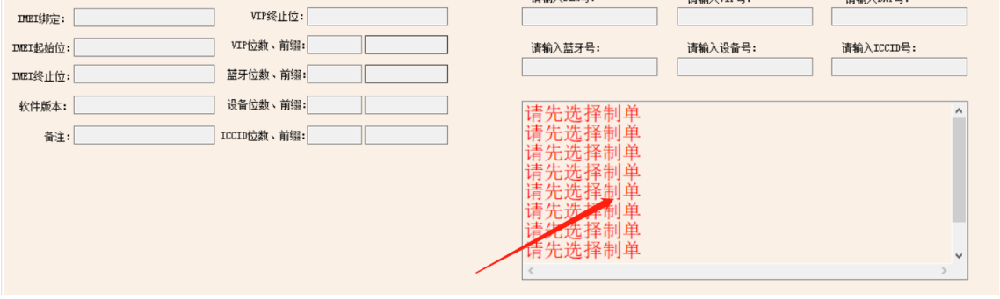 IMEI绑定:
IMEI起始位:
IMEI终止位:
软件版本:
备注:
VIP终止位:
VIP位数、前缀:
蓝牙位数、前缀:
设备位数、前缀:
ICCID位数、前缀:
请输入蓝牙号:
请输入设备号:
请输入ICCID号:
请先选择制单
请先选择制单
请先选择制单
请先选择制单
请先选择制单
请先选择制单
请先选择制单
请先选择制单